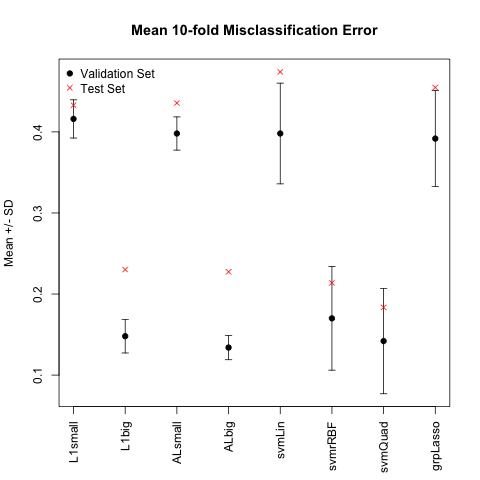 Mean 10-fold Misclassification Error
Validation Set
Test Set
Mean +/- SD
0.4
0.3
0.2
0.1
L1small
L1big
ALsmall
ALbig
svmLin
svmrRBF
svmQuad
grpLasso